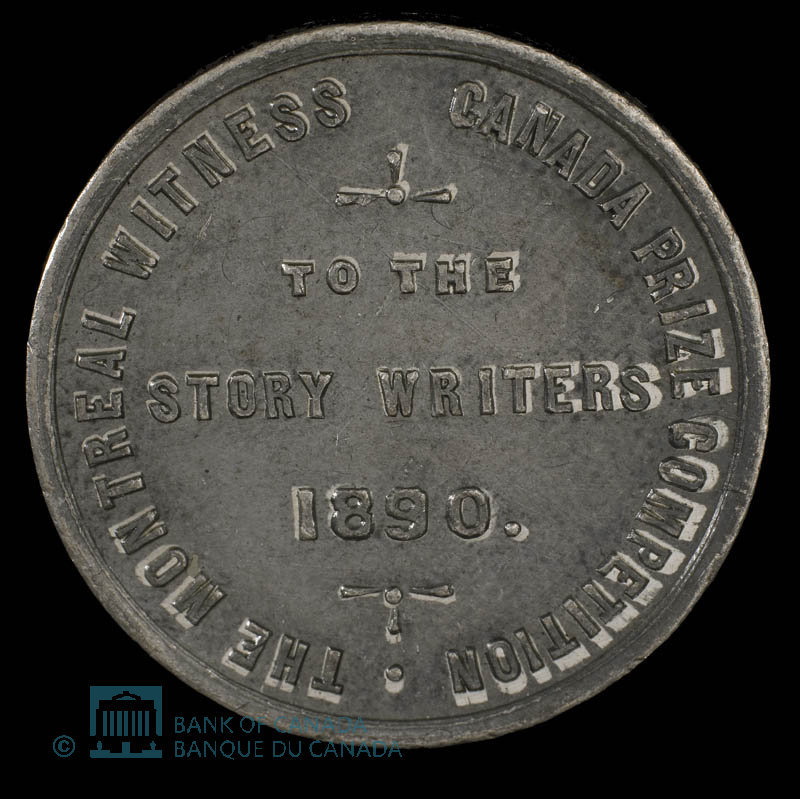 THE MONTREAL WITNESS CANADA PRIZE COMPETITION
TO THE
STORY WRITERS
1890.
© BANK OF CANADA
BANQUE DU CANADA